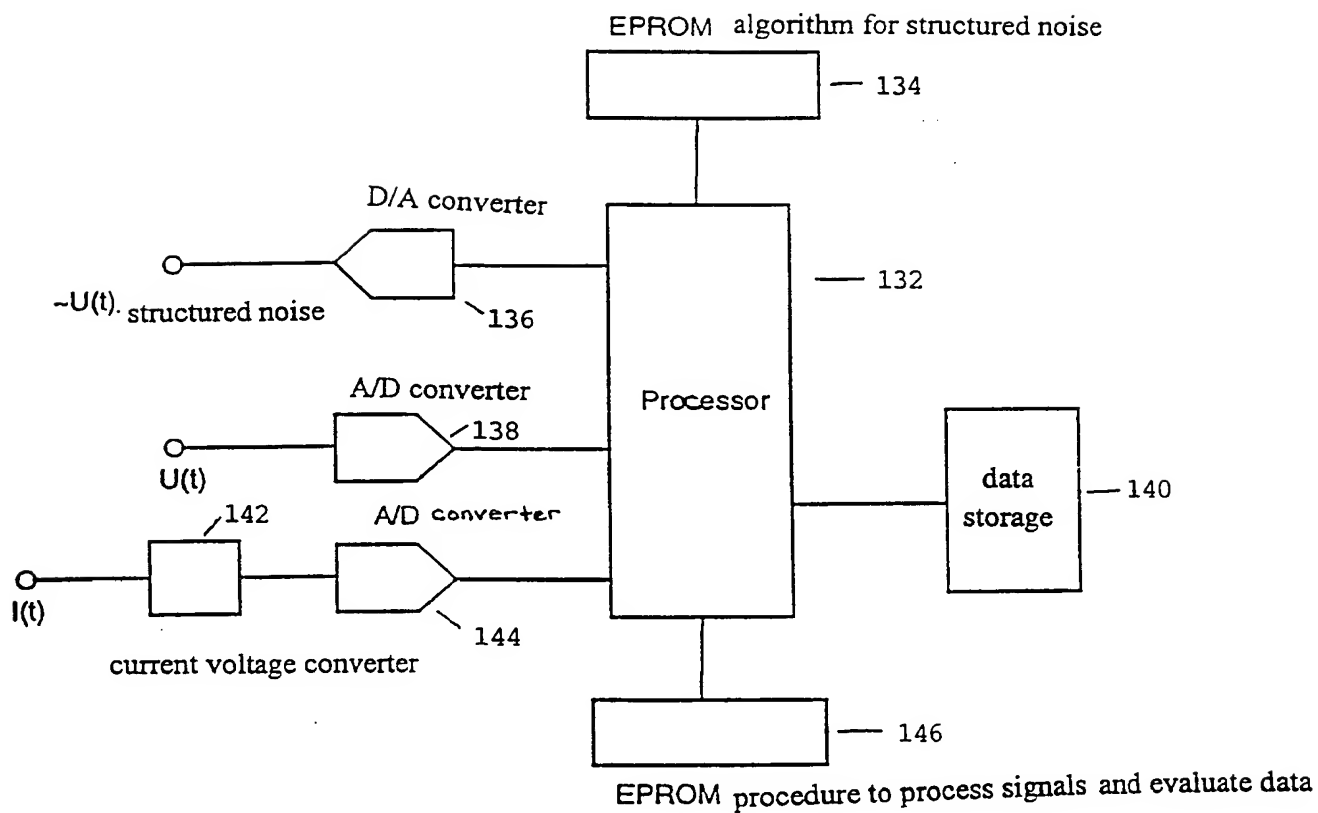 EPROM algorithm for structured noise
134
D/A converter
132
~U(t). structured noise
136
A/D converter
Processor
138
U(t)
data
storage
140
142
A/D converter
I(t)
144
current voltage converter
146
EPROM procedure to process signals and evaluate data